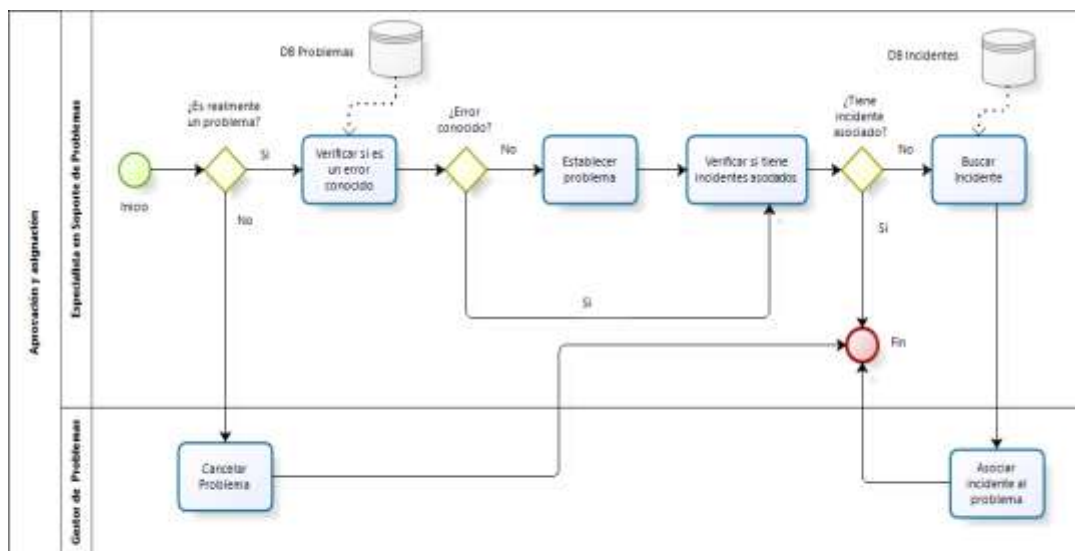 Aprovación y asignación
Especialista en Soporte de Problemas
Gestor de Problemas
DB Problemas
DB Incidentes
¿Es realmente
un problema?
¿Error
conocido?
¿Tiene
incidente
asociado?
Inicio
Si
Verificar si es
un error
conocido
No
Establecer
problema
Verificar si tiene
incidentes asociados
No
Buscar
Incidente
No
Si
Si
Fin
Cancelar
Problema
Asociar
incidente al
problema